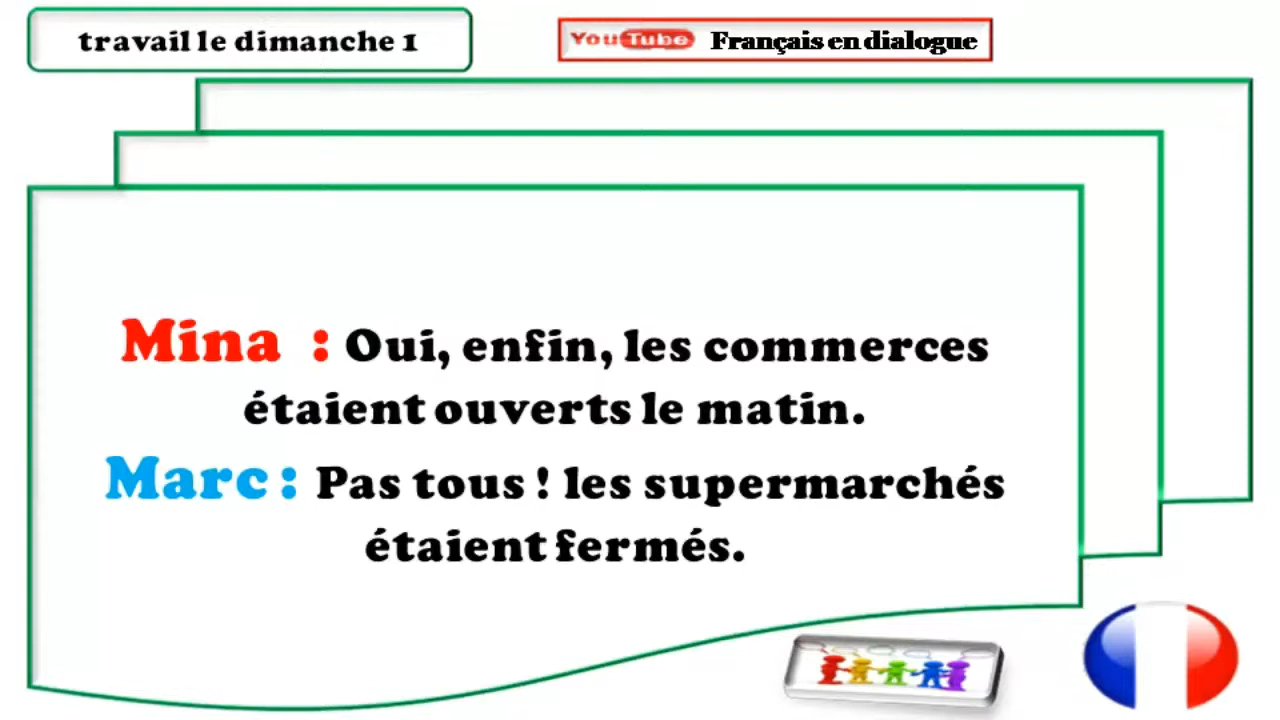 travail le dimanche 1
YouTube Français en dialogue
Mina : Oui, enfin, les commerces
étaient ouverts le matin.
Marc : Pas tous ! les supermarchés
étaient fermés.